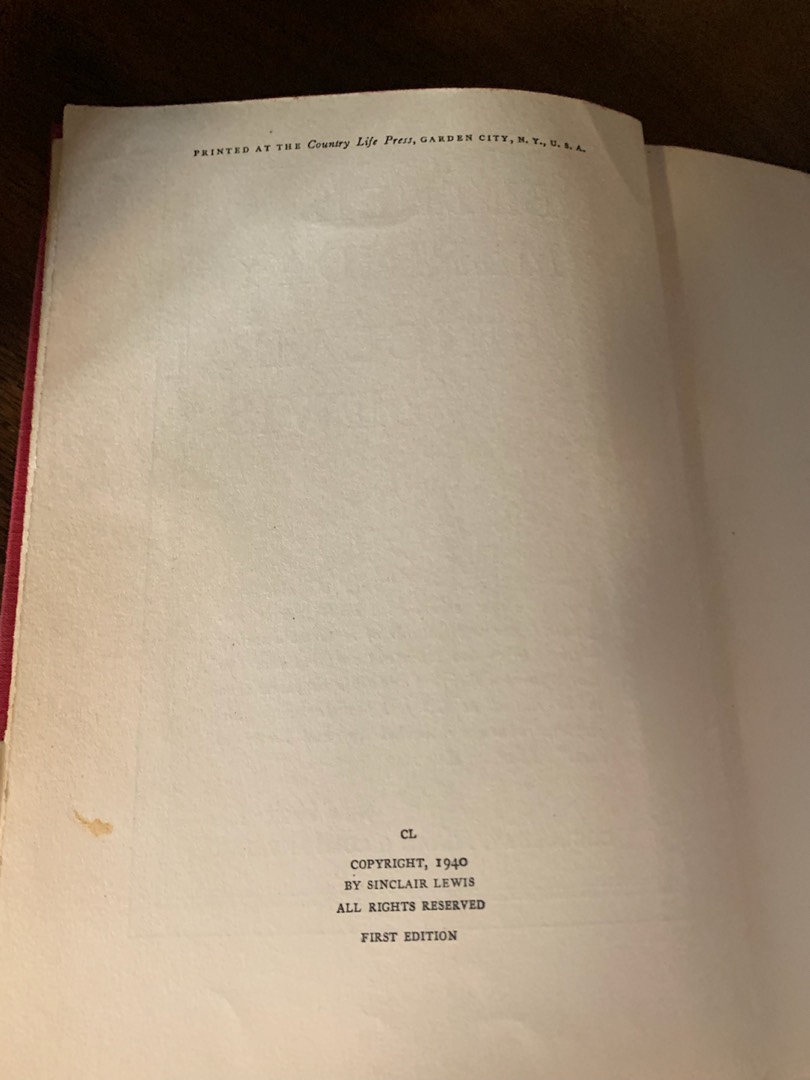 PRINTED AT THE Country Life Press, GARDEN CITY, N. Y., U. S. A.
CL
COPYRIGHT, 1940
BY SINCLAIR LEWIS
ALL RIGHTS RESERVED
FIRST EDITION